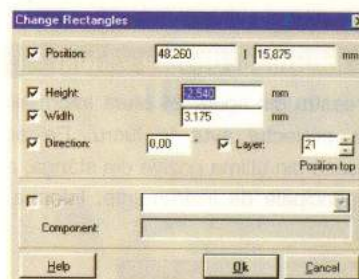 Change Rectangles
Position: 48,260 | 15,875 mm
Height: 2,540 mm
Width 3,175 mm
Direction: 0,00 ° Layer: 21
Position top
Component:
Help Ok Cancel